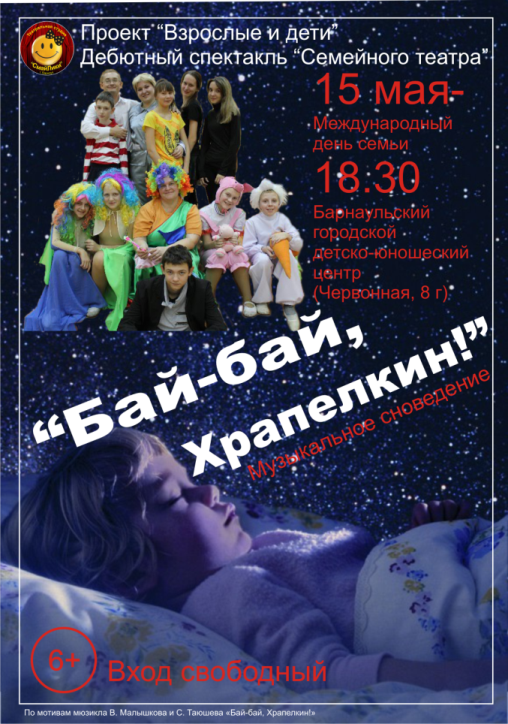 Проект “Взрослые и дети”
Дебютный спектакль “Семейного театра”
15 мая-
Международный
день семьи
18.30
Барнаульский
городской
детско-юношеский
центр
(Червонная, 8 г)
“Бай-бай,
Храпелкин!”
Музыкальное сноведение
6+
Вход свободный
По мотивам мюзикла В. Малышкова и С. Таюшева «Бай-бай, Храпелкин!»